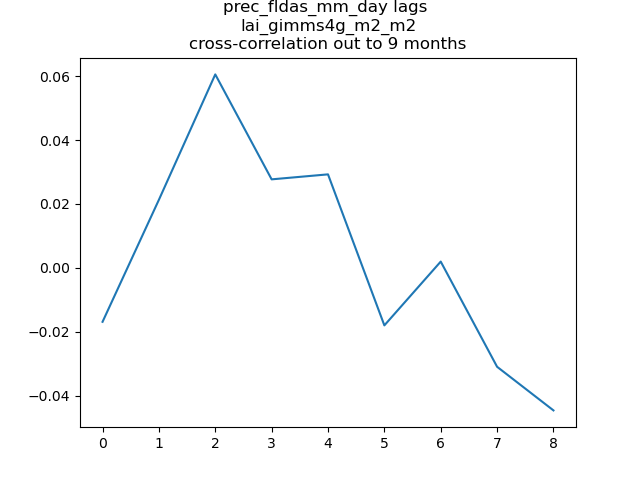 prec_fldas_mm_day lags
lai_gimms4g_m2_m2
cross-correlation out to 9 months
0.06
0.04
0.02
0.00
−0.02
−0.04
0 1 2 3 4 5 6 7 8